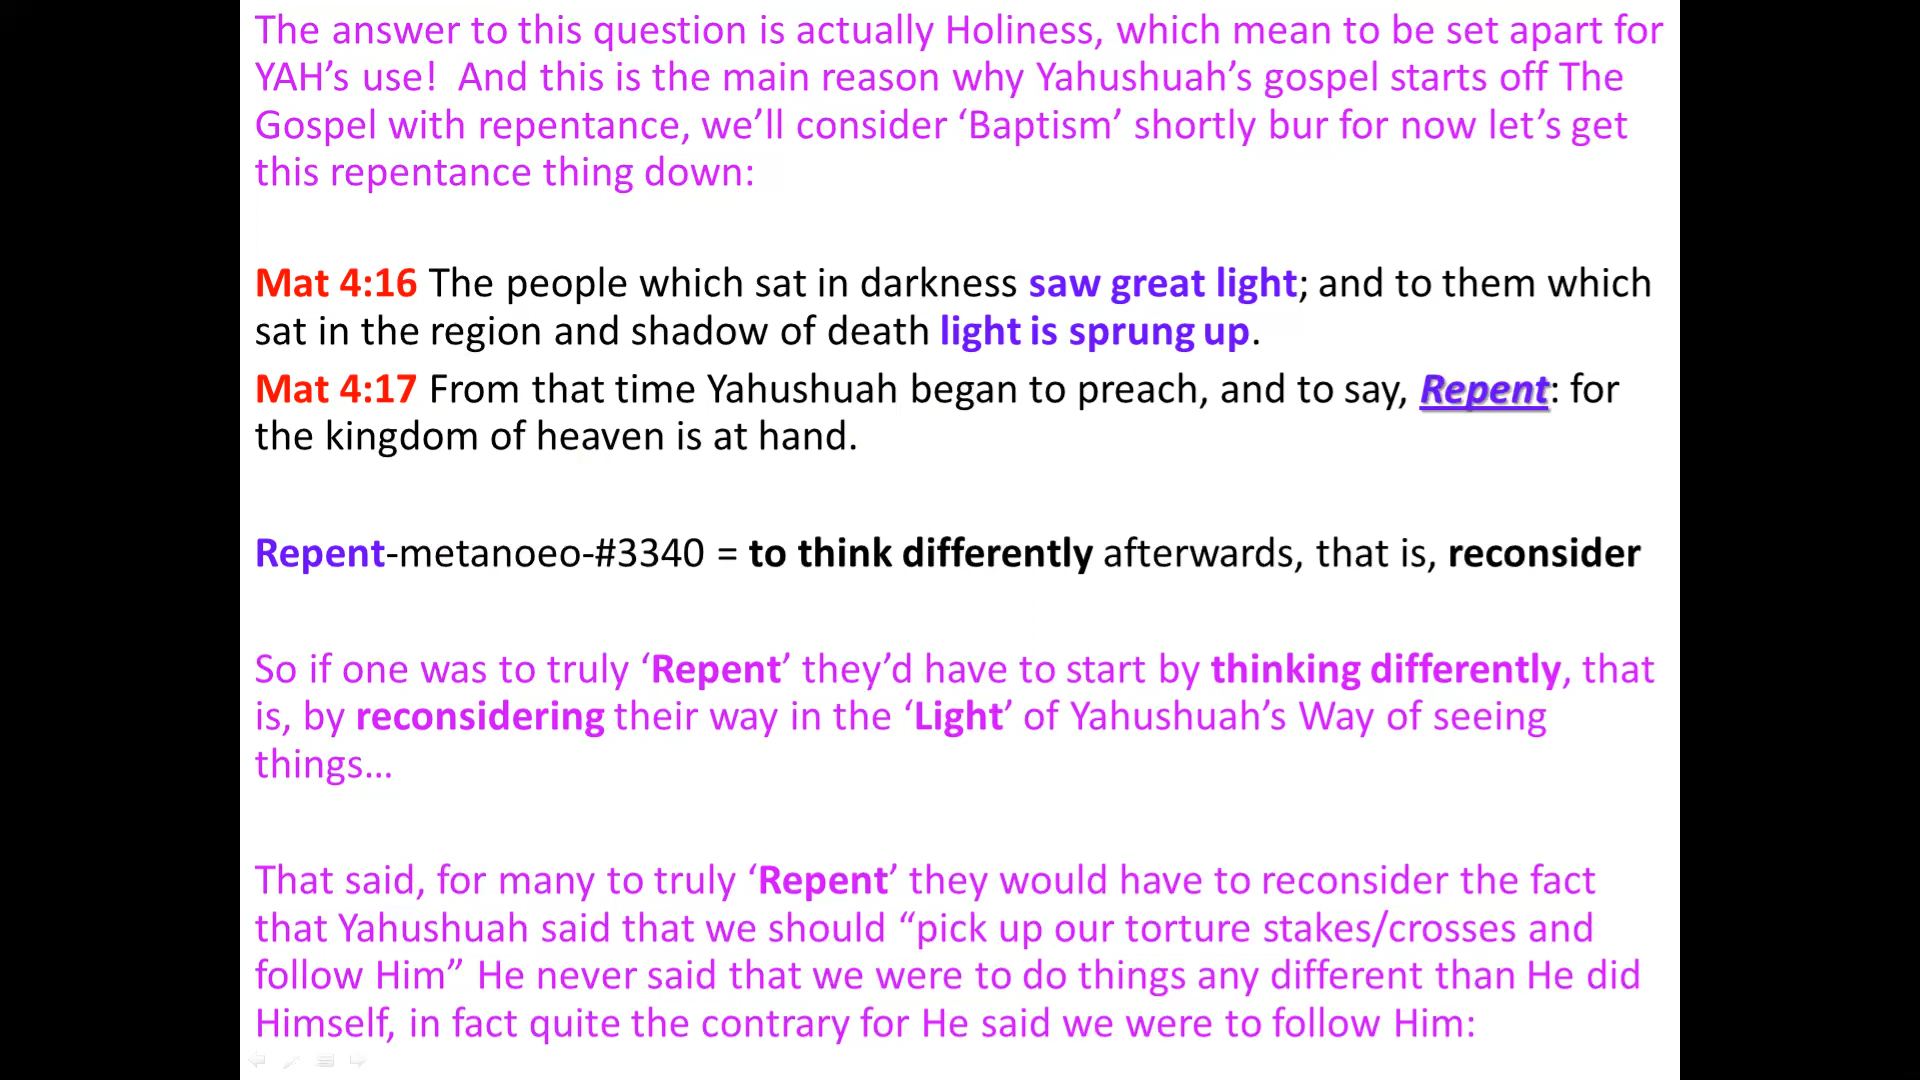 The answer to this question is actually Holiness, which mean to be set apart for
YAH’s use!  And this is the main reason why Yahushuah’s gospel starts off The
Gospel with repentance, we’ll consider ‘Baptism’ shortly bur for now let’s get
this repentance thing down:
Mat 4:16 The people which sat in darkness saw great light; and to them which
sat in the region and shadow of death light is sprung up.
Mat 4:17 From that time Yahushuah began to preach, and to say, Repent: for
the kingdom of heaven is at hand.
Repent-metanoeo-#3340 = to think differently afterwards, that is, reconsider
So if one was to truly ‘Repent’ they’d have to start by thinking differently, that
is, by reconsidering their way in the ‘Light’ of Yahushuah’s Way of seeing
things…
That said, for many to truly ‘Repent’ they would have to reconsider the fact
that Yahushuah said that we should “pick up our torture stakes/crosses and
follow Him” He never said that we were to do things any different than He did
Himself, in fact quite the contrary for He said we were to follow Him: